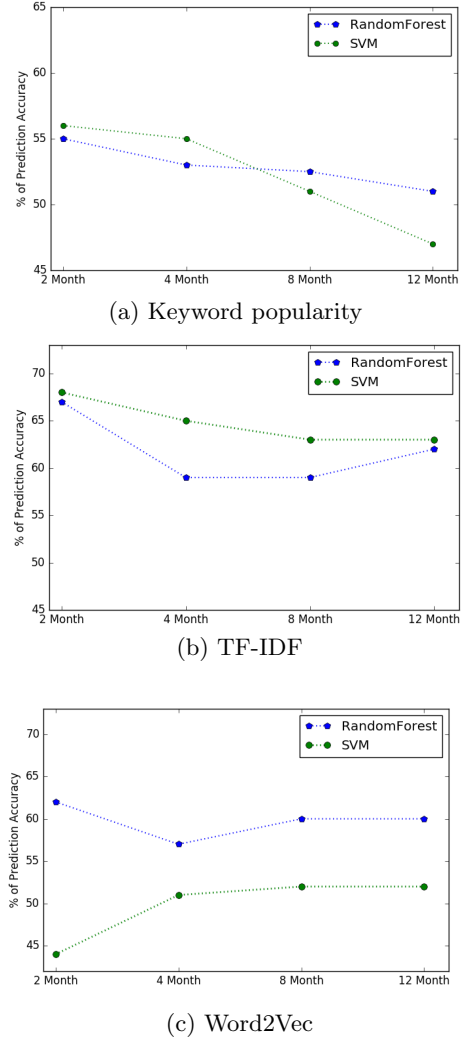 65
60
55
50
45
% of Prediction Accuracy
RandomForest
SVM
2 Month
4 Month
8 Month
12 Month
(a) Keyword popularity
70
65
60
55
50
45
% of Prediction Accuracy
RandomForest
SVM
2 Month
4 Month
8 Month
12 Month
(b) TF-IDF
70
65
60
55
50
45
% of Prediction Accuracy
RandomForest
SVM
2 Month
4 Month
8 Month
12 Month
(c) Word2Vec